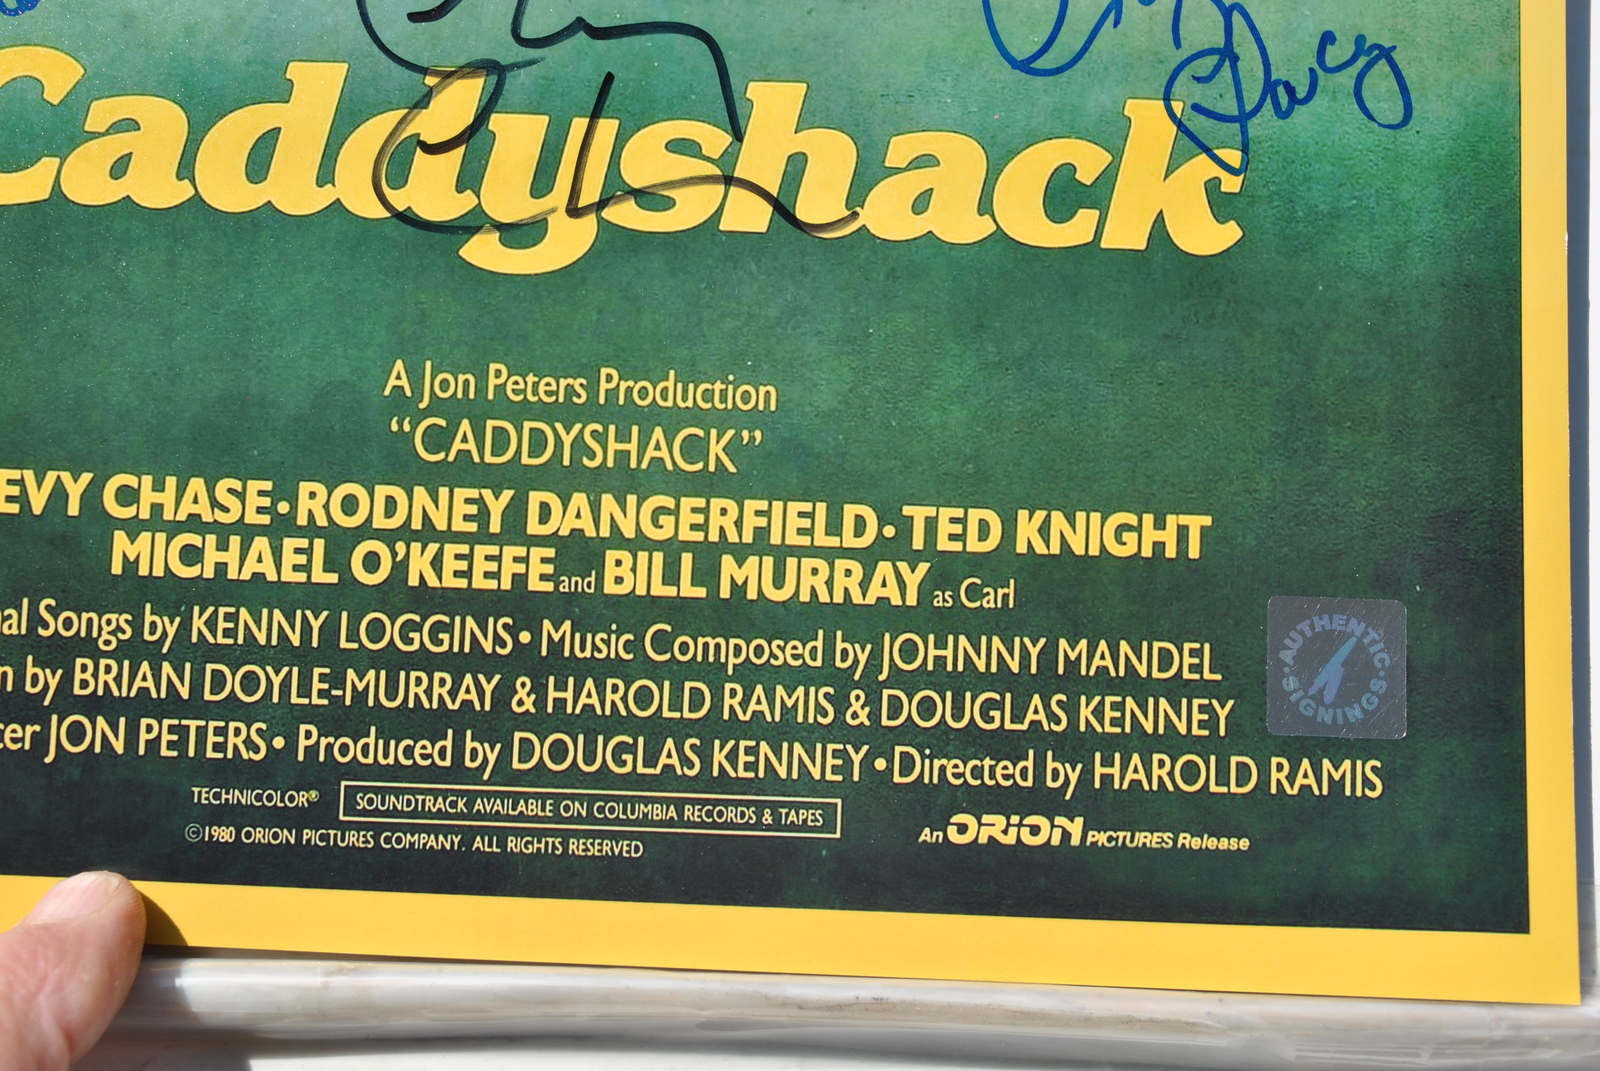 Caddyshack
A Jon Peters Production
“CADDYSHACK”
EVY CHASE•RODNEY DANGERFIELD•TED KNIGHT
MICHAEL O’KEEFE and BILL MURRAY as Carl
nal Songs by KENNY LOGGINS• Music Composed by JOHNNY MANDEL
n by BRIAN DOYLE-MURRAY & HAROLD RAMIS & DOUGLAS KENNEY
cer JON PETERS• Produced by DOUGLAS KENNEY•Directed by HAROLD RAMIS
TECHNICOLOR® SOUNDTRACK AVAILABLE ON COLUMBIA RECORDS & TAPES
©1980 ORION PICTURES COMPANY. ALL RIGHTS RESERVED
An ORION PICTURES Release
•AUTHENTIC•
SIGNINGS